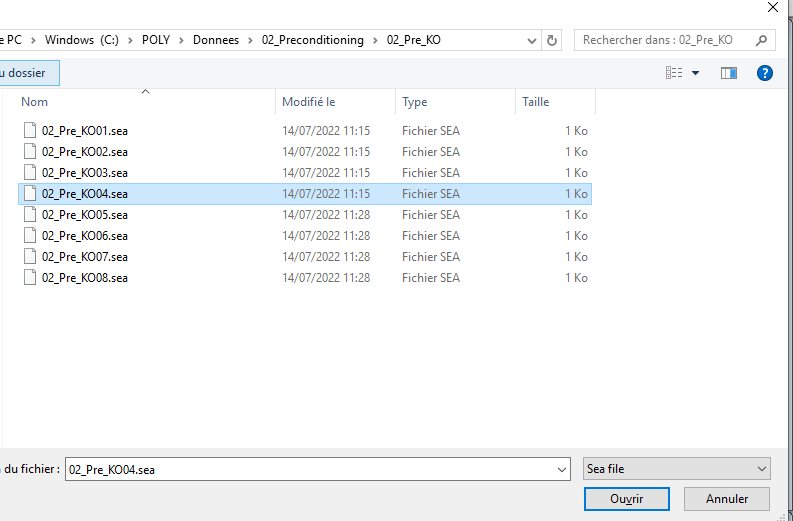 e PC > Windows (C:) > POLY > Donnees > 02_Preconditioning > 02_Pre_KO
Rechercher dans : 02_Pre_KO
u dossier
Nom Modifié le Type Taille
02_Pre_KO01.sea 14/07/2022 11:15 Fichier SEA 1 Ko
02_Pre_KO02.sea 14/07/2022 11:15 Fichier SEA 1 Ko
02_Pre_KO03.sea 14/07/2022 11:15 Fichier SEA 1 Ko
02_Pre_KO04.sea 14/07/2022 11:15 Fichier SEA 1 Ko
02_Pre_KO05.sea 14/07/2022 11:28 Fichier SEA 1 Ko
02_Pre_KO06.sea 14/07/2022 11:28 Fichier SEA 1 Ko
02_Pre_KO07.sea 14/07/2022 11:28 Fichier SEA 1 Ko
02_Pre_KO08.sea 14/07/2022 11:28 Fichier SEA 1 Ko
du fichier : 02_Pre_KO04.sea Sea file
Ouvrir Annuler